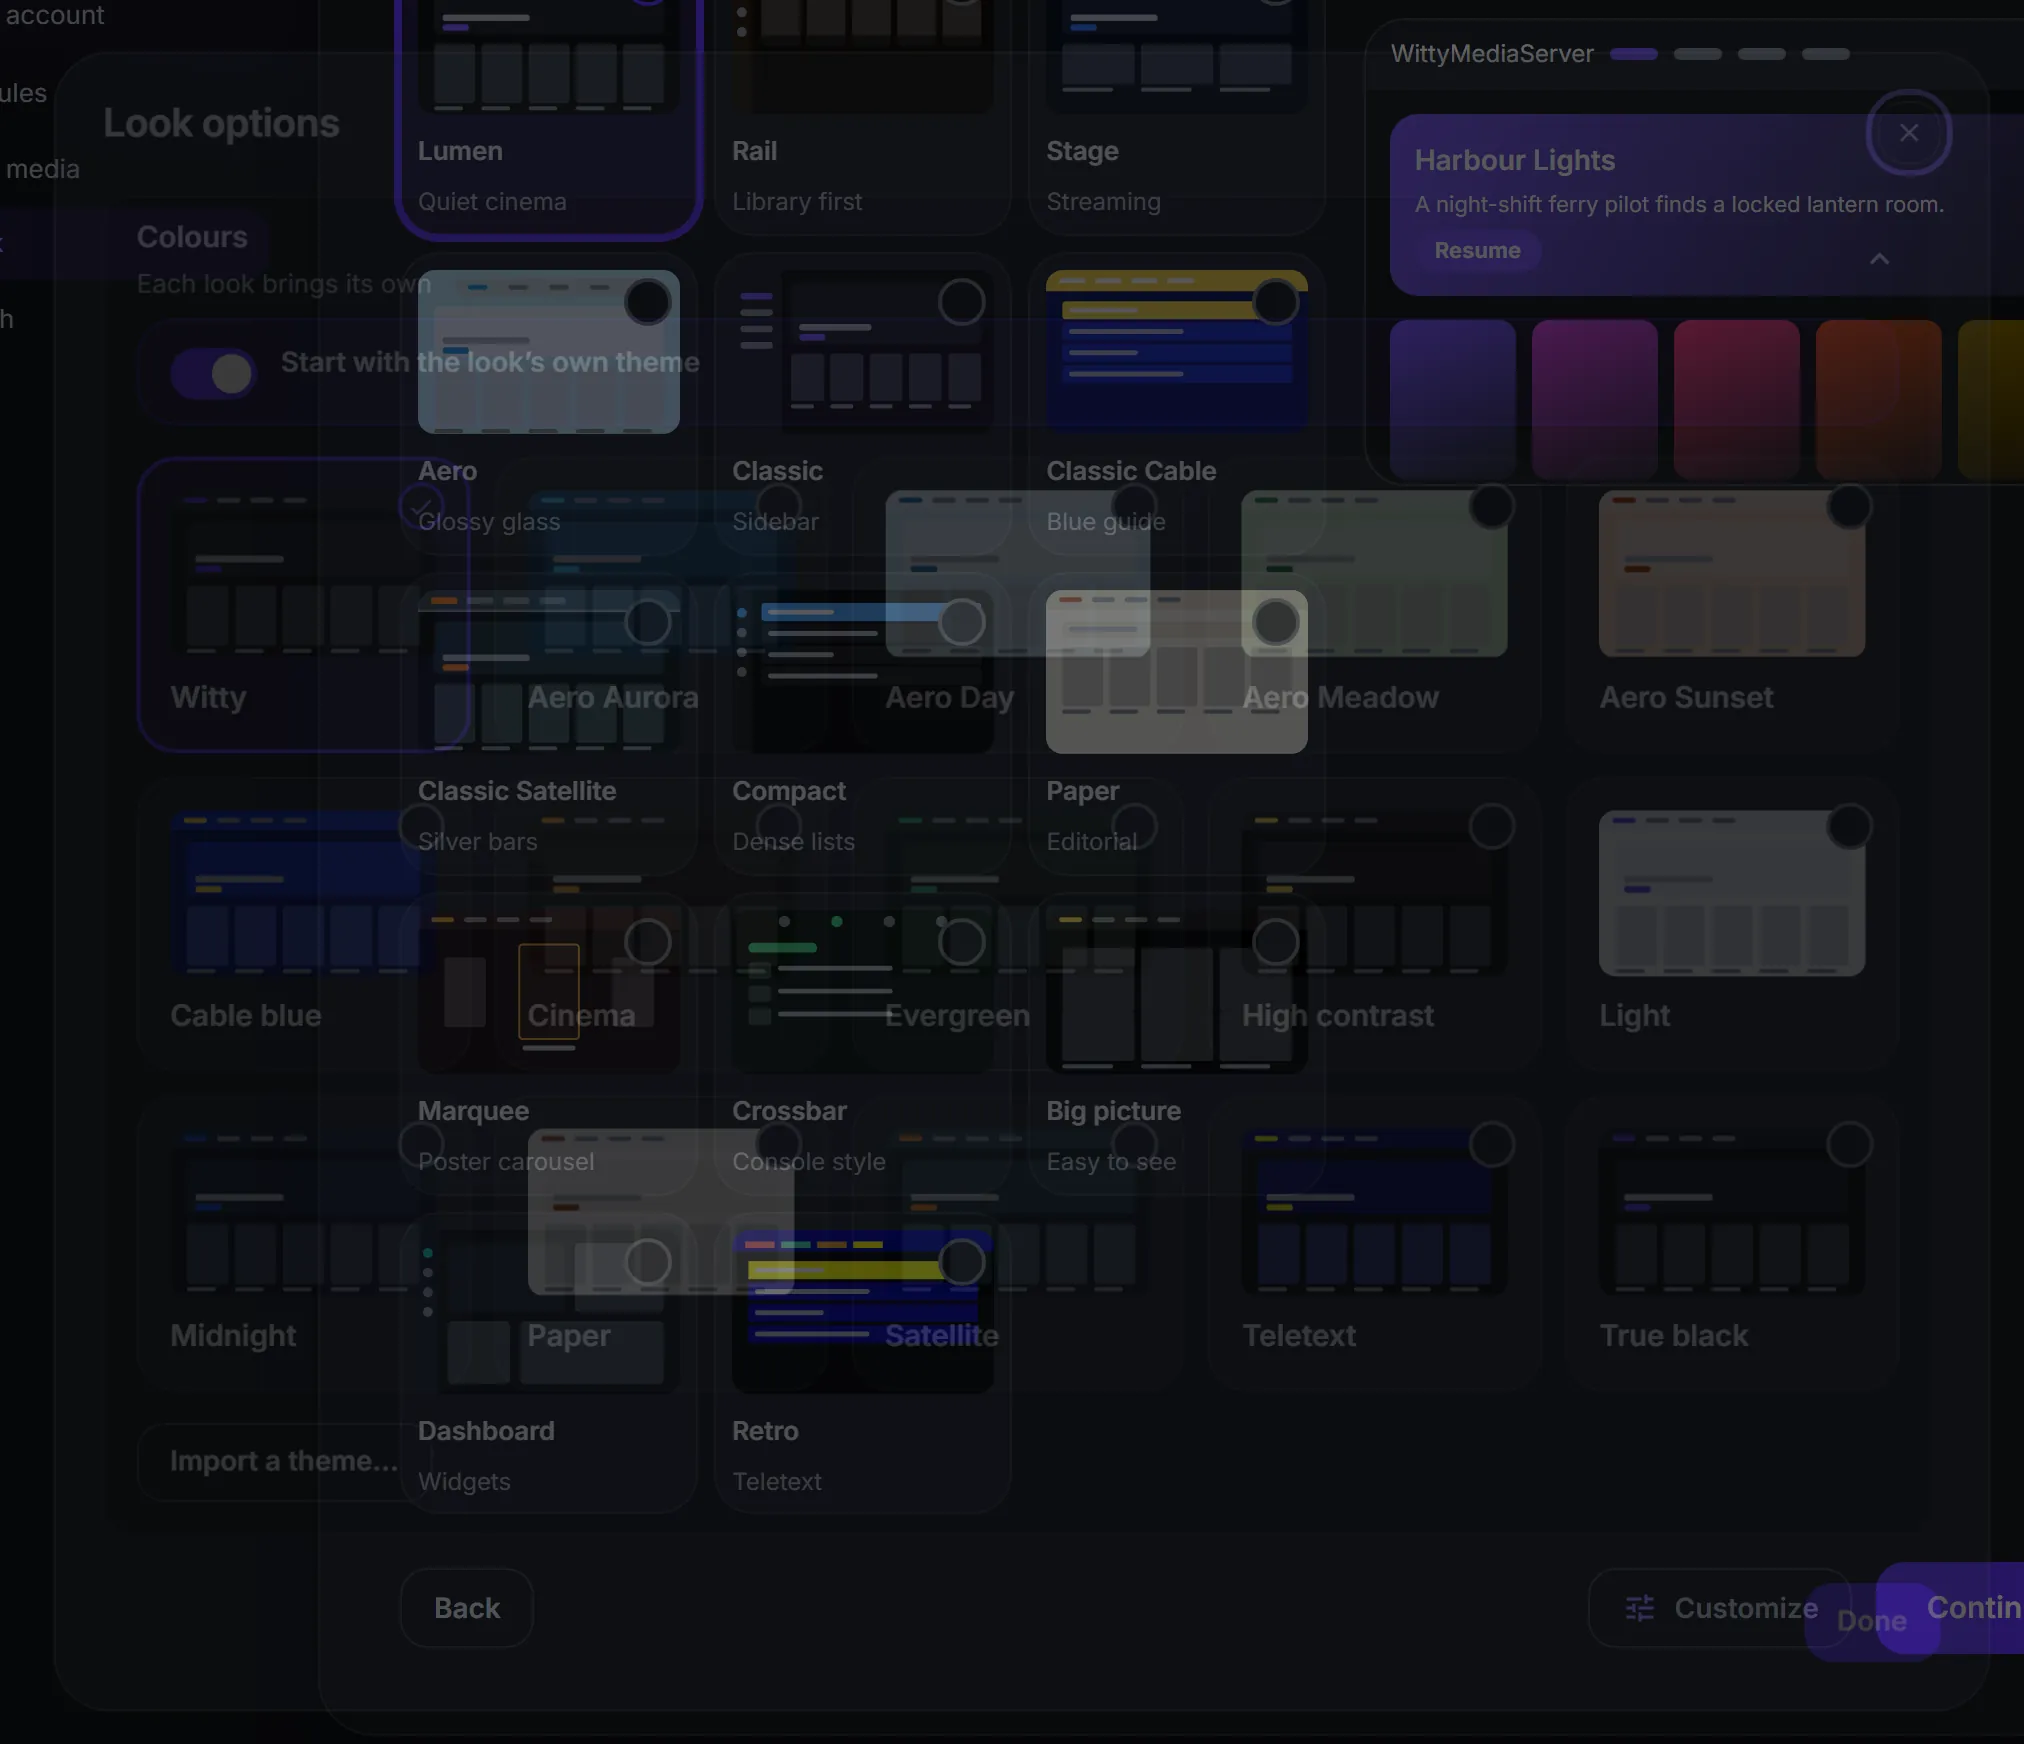 account
ules
media
h
WittyMediaServer
Look options
Harbour Lights
A night-shift ferry pilot finds a locked lantern room.
Resume
Lumen
Quiet cinema
Rail
Library first
Stage
Streaming
Colours
Each look brings its own
Start with the look's own theme
Aero
Glossy glass
Classic
Sidebar
Classic Cable
Blue guide
Witty
Aero Aurora
Aero Day
Aero Meadow
Aero Sunset
Classic Satellite
Silver bars
Compact
Dense lists
Paper
Editorial
Cable blue
Cinema
Evergreen
High contrast
Light
Marquee
Poster carousel
Crossbar
Console style
Big picture
Easy to see
Midnight
Paper
Satellite
Teletext
True black
Dashboard
Widgets
Retro
Teletext
Import a theme...
Back
Customize
Done
Contin